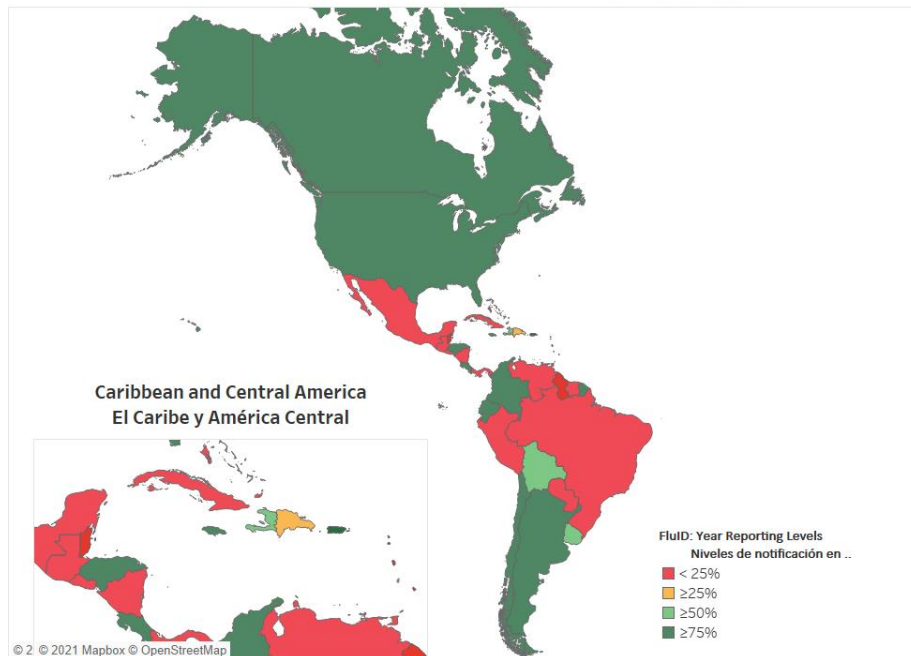 Caribbean and Central America
El Caribe y América Central
FluID: Year Reporting Levels
Niveles de notificación en ..
< 25%
≥25%
≥50%
≥75%
© 2 © 2021 Mapbox © OpenStreetMap